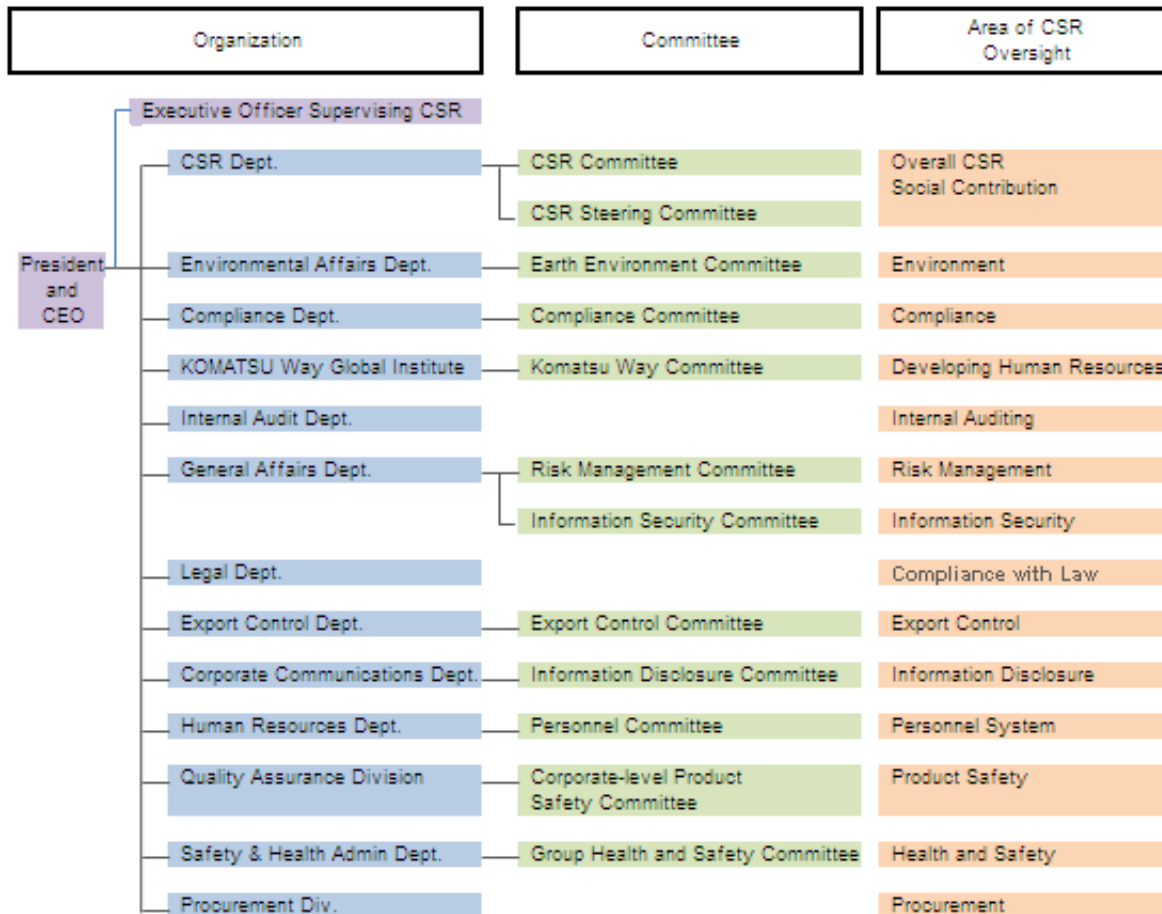 Organization
Committee
Area of CSR
Oversight
Executive Officer Supervising CSR
CSR Dept.
CSR Committee
Overall CSR
Social Contribution
CSR Steering Committee
President
and
CEO
Environmental Affairs Dept.
Earth Environment Committee
Environment
Compliance Dept.
Compliance Committee
Compliance
KOMATSU Way Global Institute
Komatsu Way Committee
Developing Human Resources
Internal Audit Dept.
Internal Auditing
General Affairs Dept.
Risk Management Committee
Risk Management
Information Security Committee
Information Security
Legal Dept.
Compliance with Law
Export Control Dept.
Export Control Committee
Export Control
Corporate Communications Dept.
Information Disclosure Committee
Information Disclosure
Human Resources Dept.
Personnel Committee
Personnel System
Quality Assurance Division
Corporate-level Product
Safety Committee
Product Safety
Safety & Health Admin Dept.
Group Health and Safety Committee
Health and Safety
Procurement Div.
Procurement